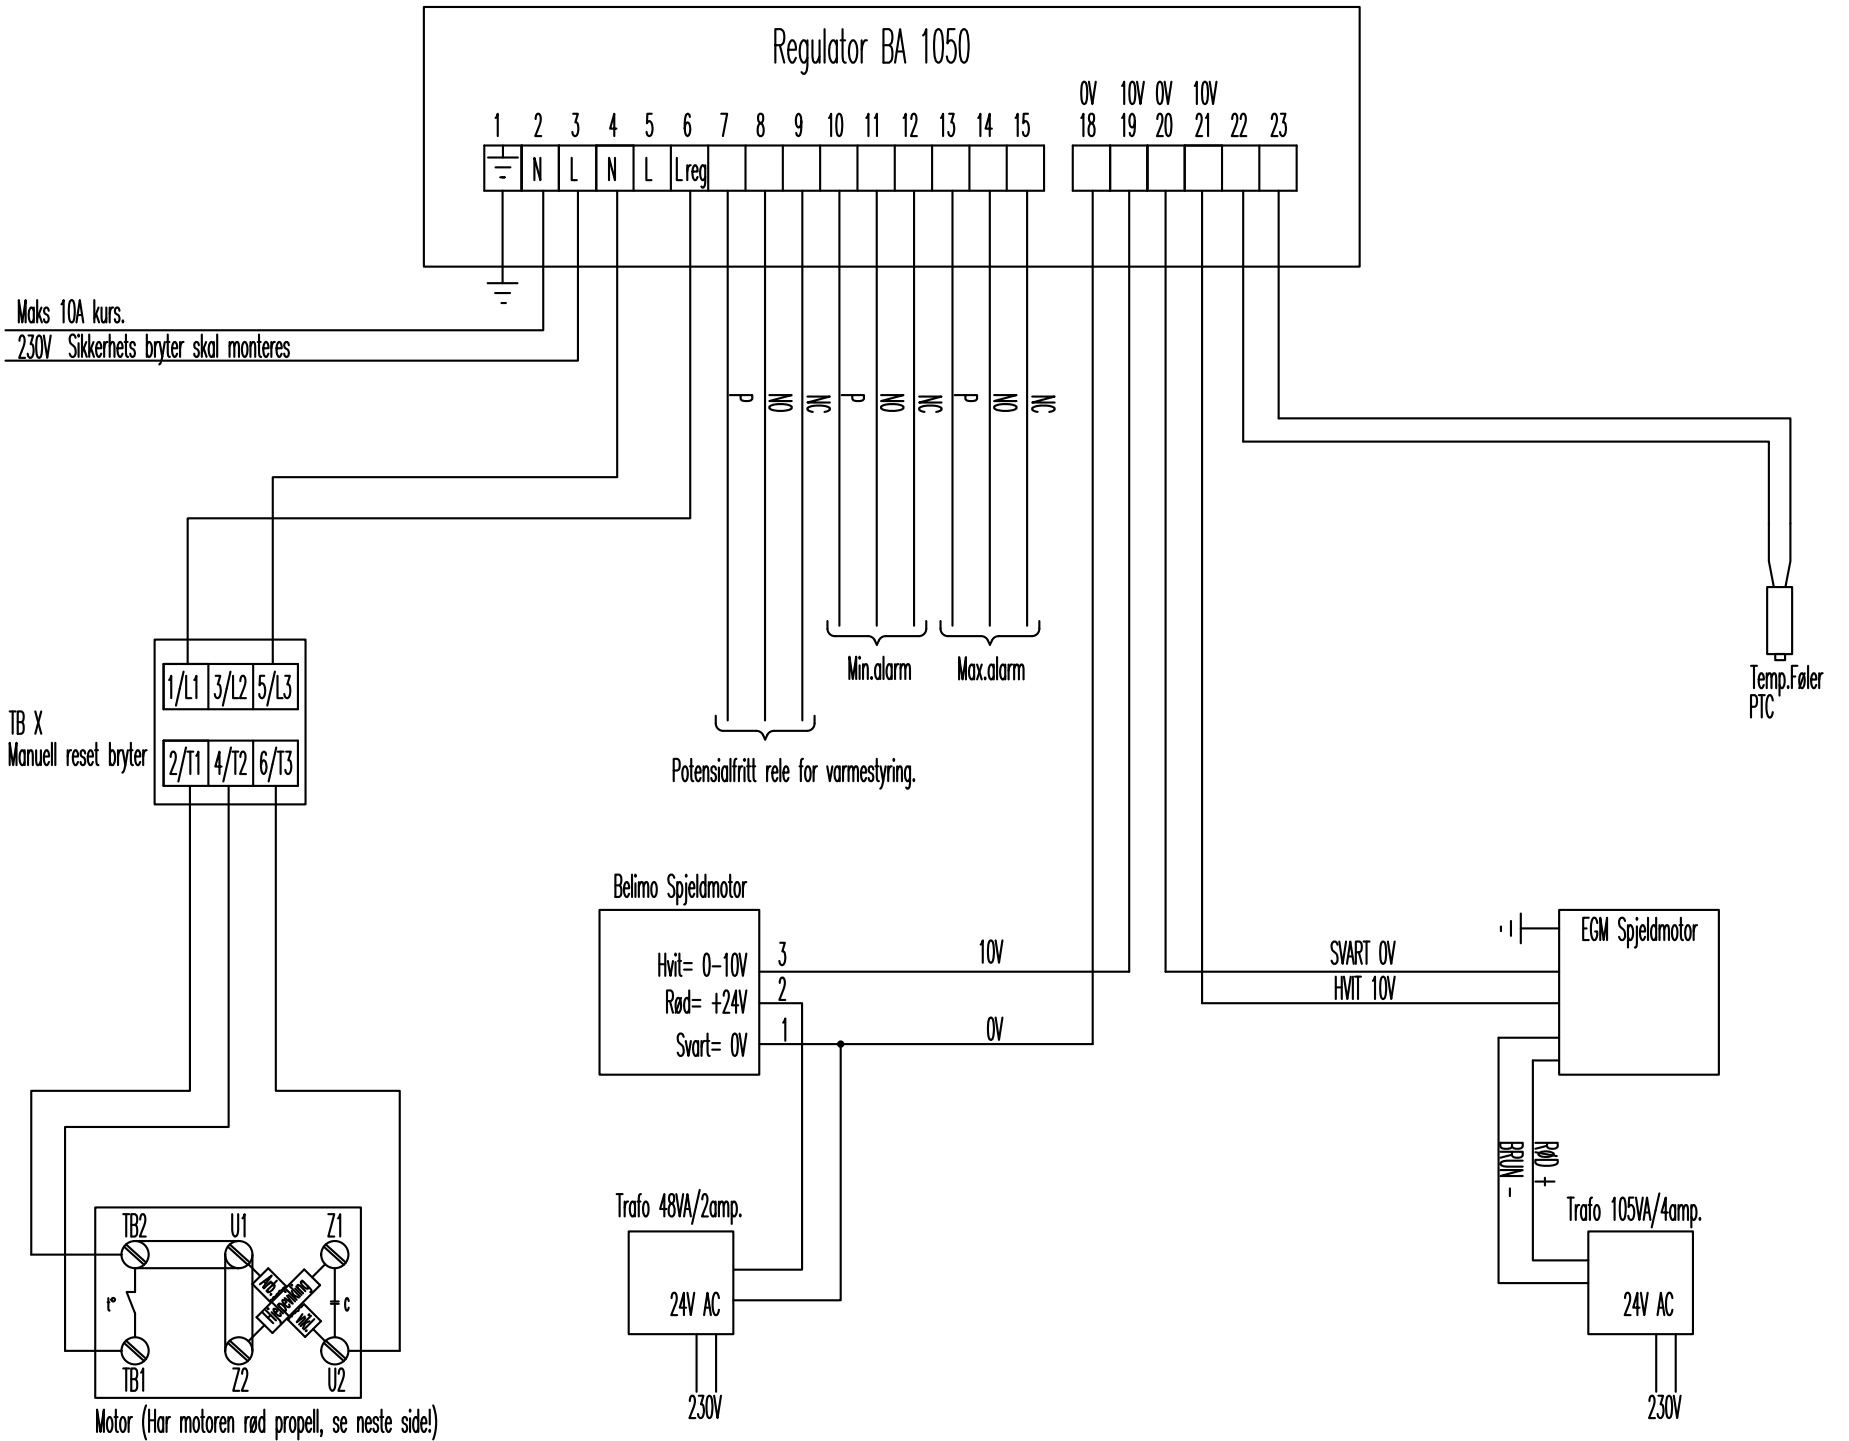 Regulator BA 1050
0V 10V 0V 10V
1 2 3 4 5 6 7 8 9 10 11 12 13 14 15 18 19 20 21 22 23
N L N L Lreg
Maks 10A kurs.
230V Sikkerhets bryter skal monteres
P NO NC P NO NC P NO NC
Min.alarm
Max.alarm
Potensialfritt rele for varmestyring.
Temp.Føler
PTC
1/L1 3/L2 5/L3
TB X
Manuell reset bryter
2/T1 4/T2 6/T3
Belimo Spjeldmotor
Hvit= 0-10V
3
10V
Rød= +24V
2
Svart= 0V
1
0V
EGM Spjeldmotor
SVART 0V
HVIT 10V
BRUN -
RØD +
Trafo 48VA/2amp.
24V AC
230V
Trafo 105VA/4amp.
24V AC
230V
TB2 U1 Z1
t° c
Hjelpevikling
TB1 Z2 U2
Motor (Har motoren rød propell, se neste side!)